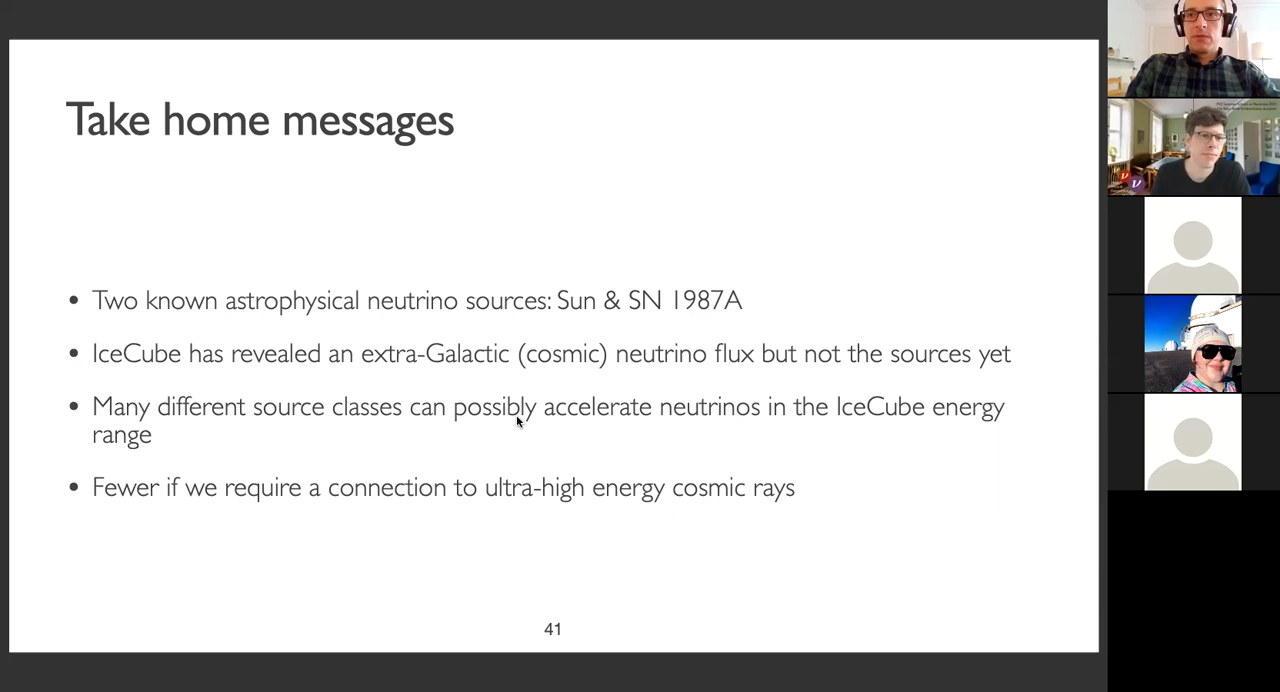 Take home messages
• Two known astrophysical neutrino sources: Sun & SN 1987A
• IceCube has revealed an extra-Galactic (cosmic) neutrino flux but not the sources yet
• Many different source classes can possibly accelerate neutrinos in the IceCube energy
range
• Fewer if we require a connection to ultra-high energy cosmic rays
41